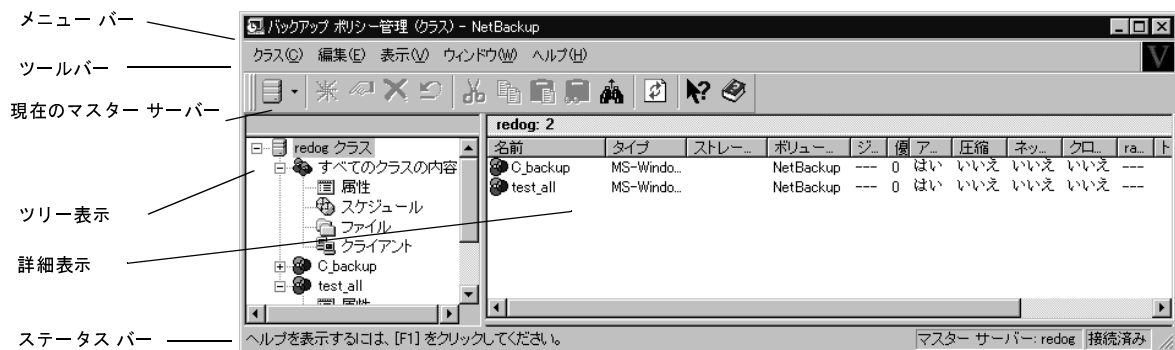 メニュー バー
ツールバー
現在のマスター サーバー
ツリー表示
詳細表示
ステータス バー
バックアップ ポリシー管理 (クラス) - NetBackup
クラス(C) 編集(E) 表示(V) ウィンドウ(W) ヘルプ(H)
V
redog: 2
redog クラス
すべてのクラスの内容
属性
スケジュール
ファイル
クライアント
C_backup
test_all
属性
名前 タイプ ストレー... ボリュー... ジ... 優 ア... 圧縮 ネッ... クロ... ra... ト
C_backup MS-Windo... NetBackup --- 0 はい いいえ いいえ いいえ ---
test_all MS-Windo... NetBackup --- 0 はい いいえ いいえ いいえ ---
ヘルプを表示するには、[F1] をクリックしてください。
マスター サーバー: redog 接続済み